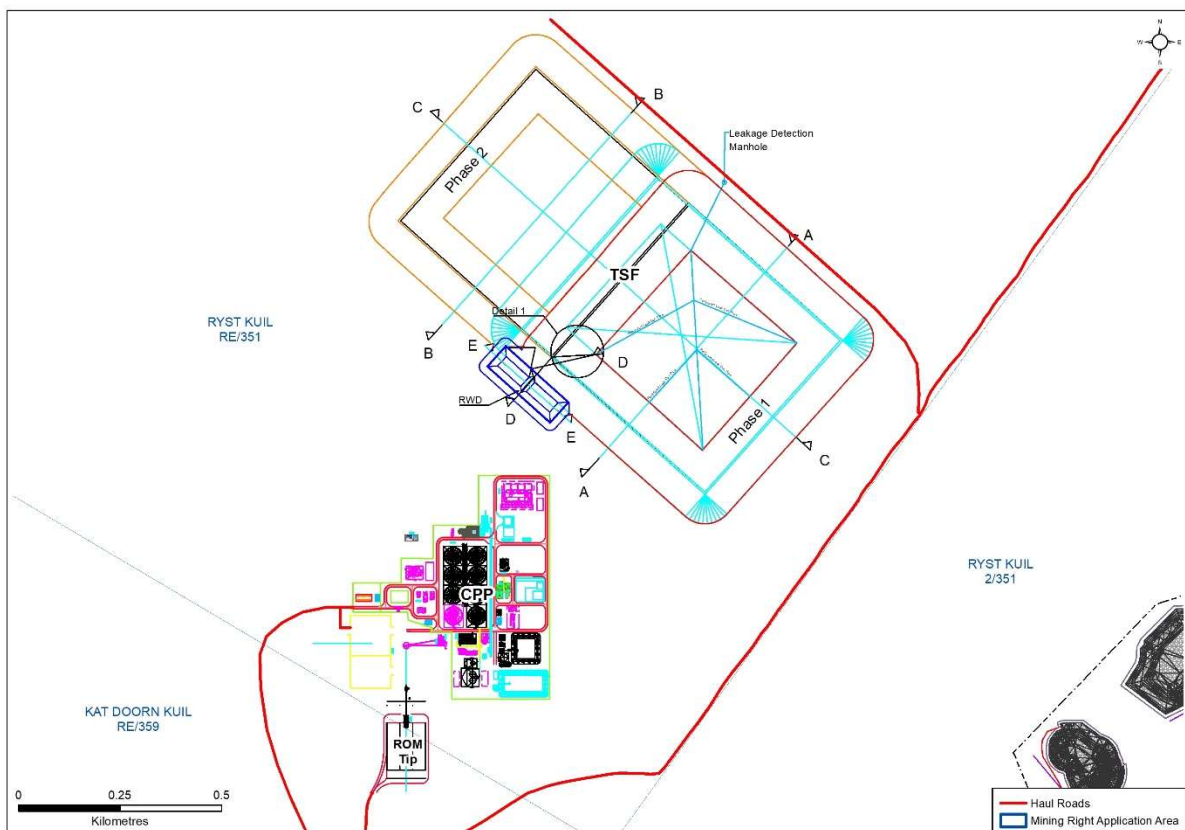 N
W
E
N
B
C
Leakage Detection
Manhole
Phase 2
A
TSF
Detail 1
RYST KUIL
RE/351
B
E
D
RWD
D
E
Phase 1
C
A
RYST KUIL
2/351
CPP
KAT DOORN KUIL
RE/359
ROM
Tip
0
0.25
0.5
Kilometres
Haul Roads
Mining Right Application Area